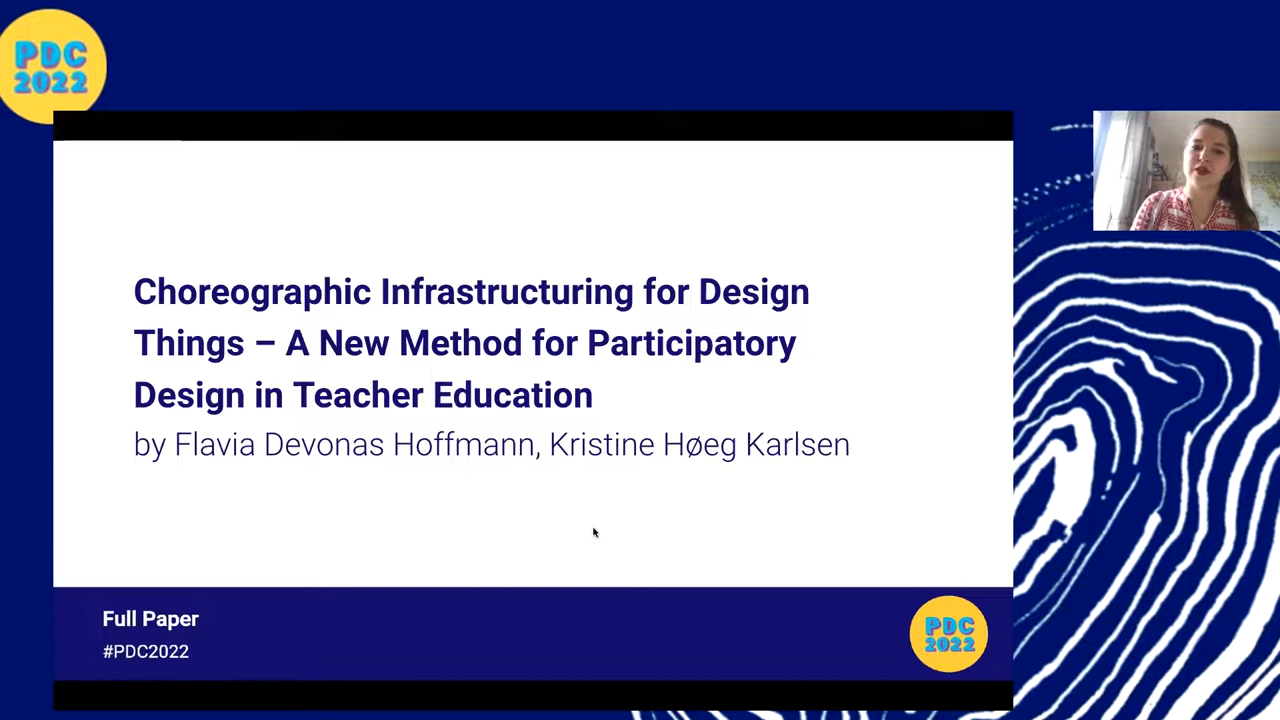 PDC
2022
Choreographic Infrastructuring for Design
Things – A New Method for Participatory
Design in Teacher Education
by Flavia Devonas Hoffmann, Kristine Høeg Karlsen
Full Paper
#PDC2022
PDC
2022